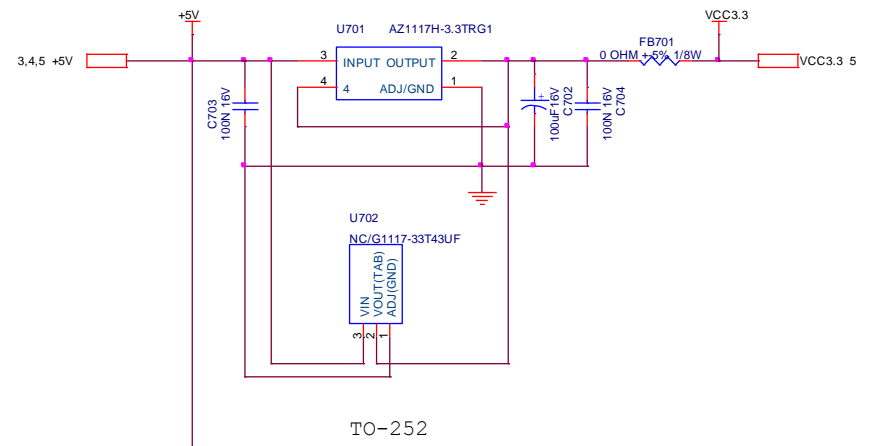 +5V
VCC3.3
U701 AZ1117H-3.3TRG1
FB701
0 OHM +5% 1/8W
3,4,5 +5V
3
INPUT OUTPUT
2
VCC3.3 5
4
4
ADJ/GND
1
C703
100N 16V
100uF16V
C702
100N 16V
C704
+
U702
NC/G1117-33T43UF
VIN
VOUT(TAB)
ADJ(GND)
3
2
1
TO-252